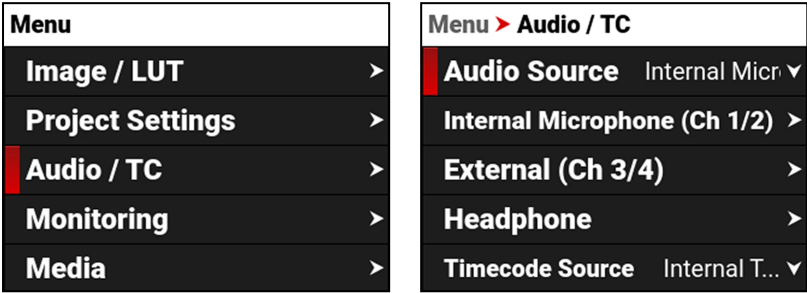 Menu
Image / LUT
Project Settings
Audio / TC
Monitoring
Media
Menu Audio / TC
Audio Source Internal Micr
Internal Microphone (Ch 1/2)
External (Ch 3/4)
Headphone
Timecode Source Internal T...